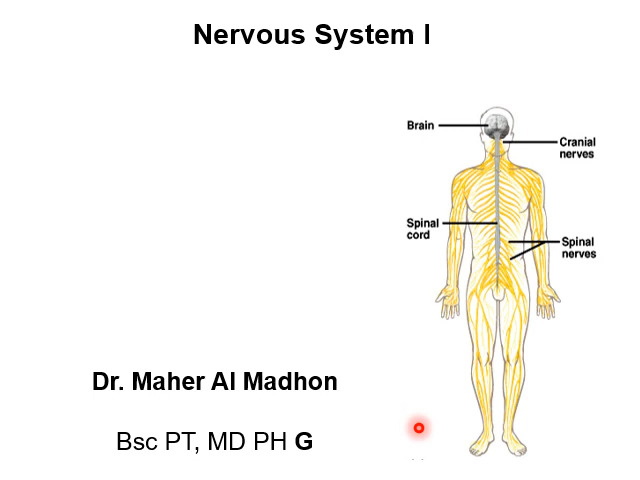 Nervous System I
Brain
Cranial
nerves
Spinal
cord
Spinal
nerves
Dr. Maher Al Madhon
Bsc PT, MD PH G